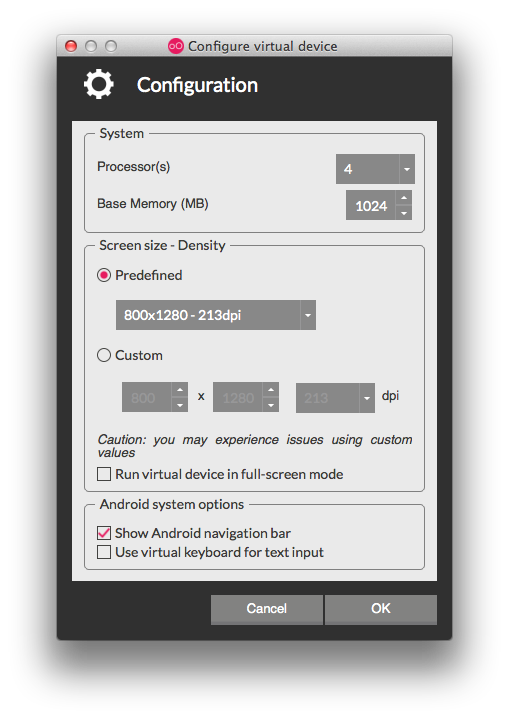 Configure virtual device
Configuration
System
Processor(s)
4
Base Memory (MB)
1024
Screen size - Density
Predefined
800x1280 - 213dpi
Custom
800 x 1280 213 dpi
Caution: you may experience issues using custom
values
Run virtual device in full-screen mode
Android system options
Show Android navigation bar
Use virtual keyboard for text input
Cancel OK